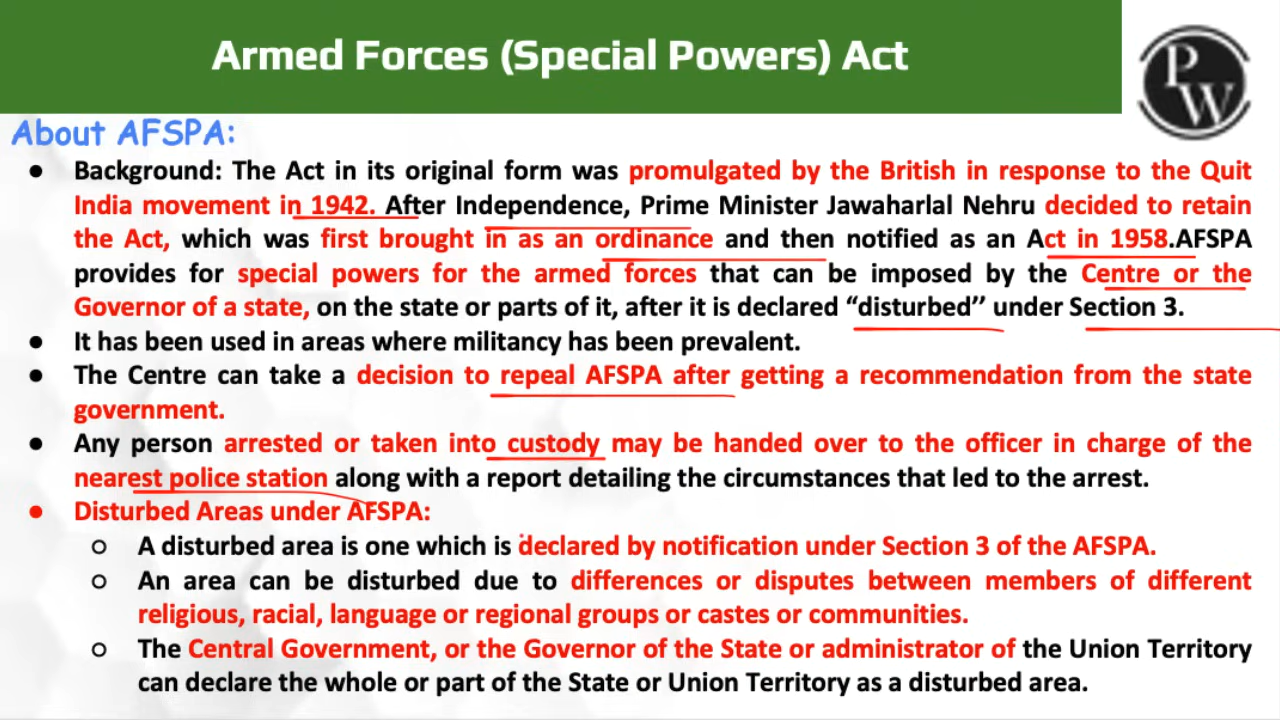 Armed Forces (Special Powers) Act
PW
About AFSPA:
● Background: The Act in its original form was promulgated by the British in response to the Quit
India movement in 1942. After Independence, Prime Minister Jawaharlal Nehru decided to retain
the Act, which was first brought in as an ordinance and then notified as an Act in 1958.AFSPA
provides for special powers for the armed forces that can be imposed by the Centre or the
Governor of a state, on the state or parts of it, after it is declared “disturbed’’ under Section 3.
● It has been used in areas where militancy has been prevalent.
● The Centre can take a decision to repeal AFSPA after getting a recommendation from the state
government.
● Any person arrested or taken into custody may be handed over to the officer in charge of the
nearest police station along with a report detailing the circumstances that led to the arrest.
● Disturbed Areas under AFSPA:
○ A disturbed area is one which is declared by notification under Section 3 of the AFSPA.
○ An area can be disturbed due to differences or disputes between members of different
religious, racial, language or regional groups or castes or communities.
○ The Central Government, or the Governor of the State or administrator of the Union Territory
can declare the whole or part of the State or Union Territory as a disturbed area.